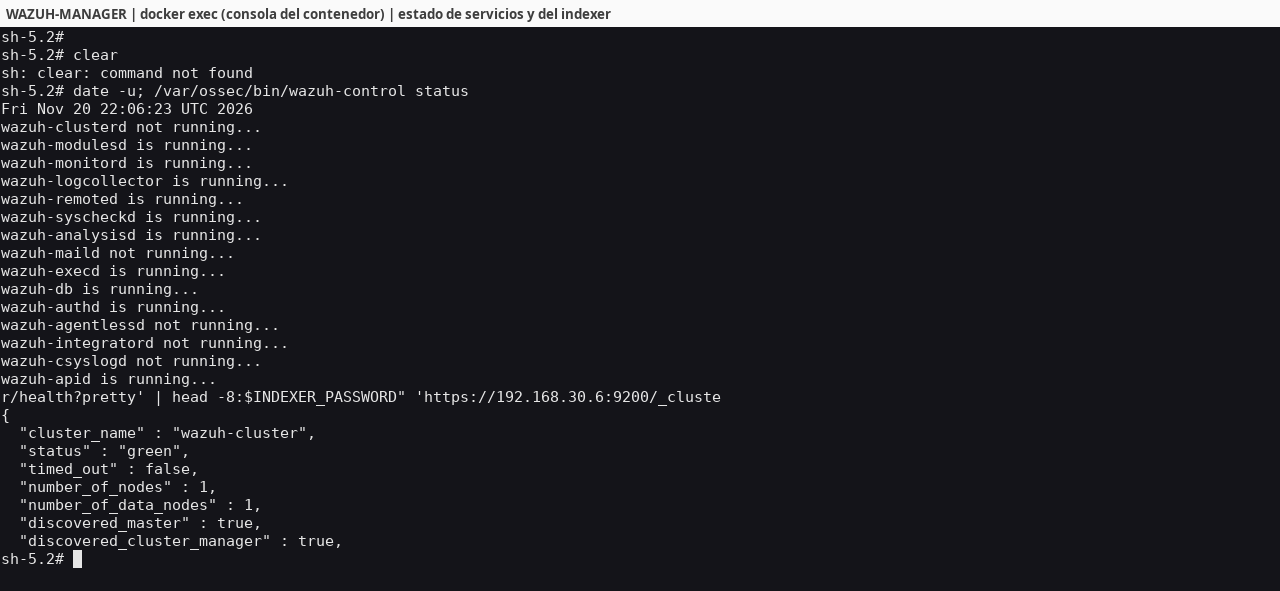 WAZUH-MANAGER | docker exec (consola del contenedor) | estado de servicios y del indexer
sh-5.2#
sh-5.2# clear
sh: clear: command not found
sh-5.2# date -u; /var/ossec/bin/wazuh-control status
Fri Nov 20 22:06:23 UTC 2026
wazuh-clusterd not running...
wazuh-modulesd is running...
wazuh-monitord is running...
wazuh-logcollector is running...
wazuh-remoted is running...
wazuh-syscheckd is running...
wazuh-analysisd is running...
wazuh-maild not running...
wazuh-execd is running...
wazuh-db is running...
wazuh-authd is running...
wazuh-agentlessd not running...
wazuh-integratord not running...
wazuh-csyslogd not running...
wazuh-apid is running...
r/health?pretty' | head -8:$INDEXER_PASSWORD" 'https://192.168.30.6:9200/_cluste
{
  "cluster_name" : "wazuh-cluster",
  "status" : "green",
  "timed_out" : false,
  "number_of_nodes" : 1,
  "number_of_data_nodes" : 1,
  "discovered_master" : true,
  "discovered_cluster_manager" : true,
sh-5.2#